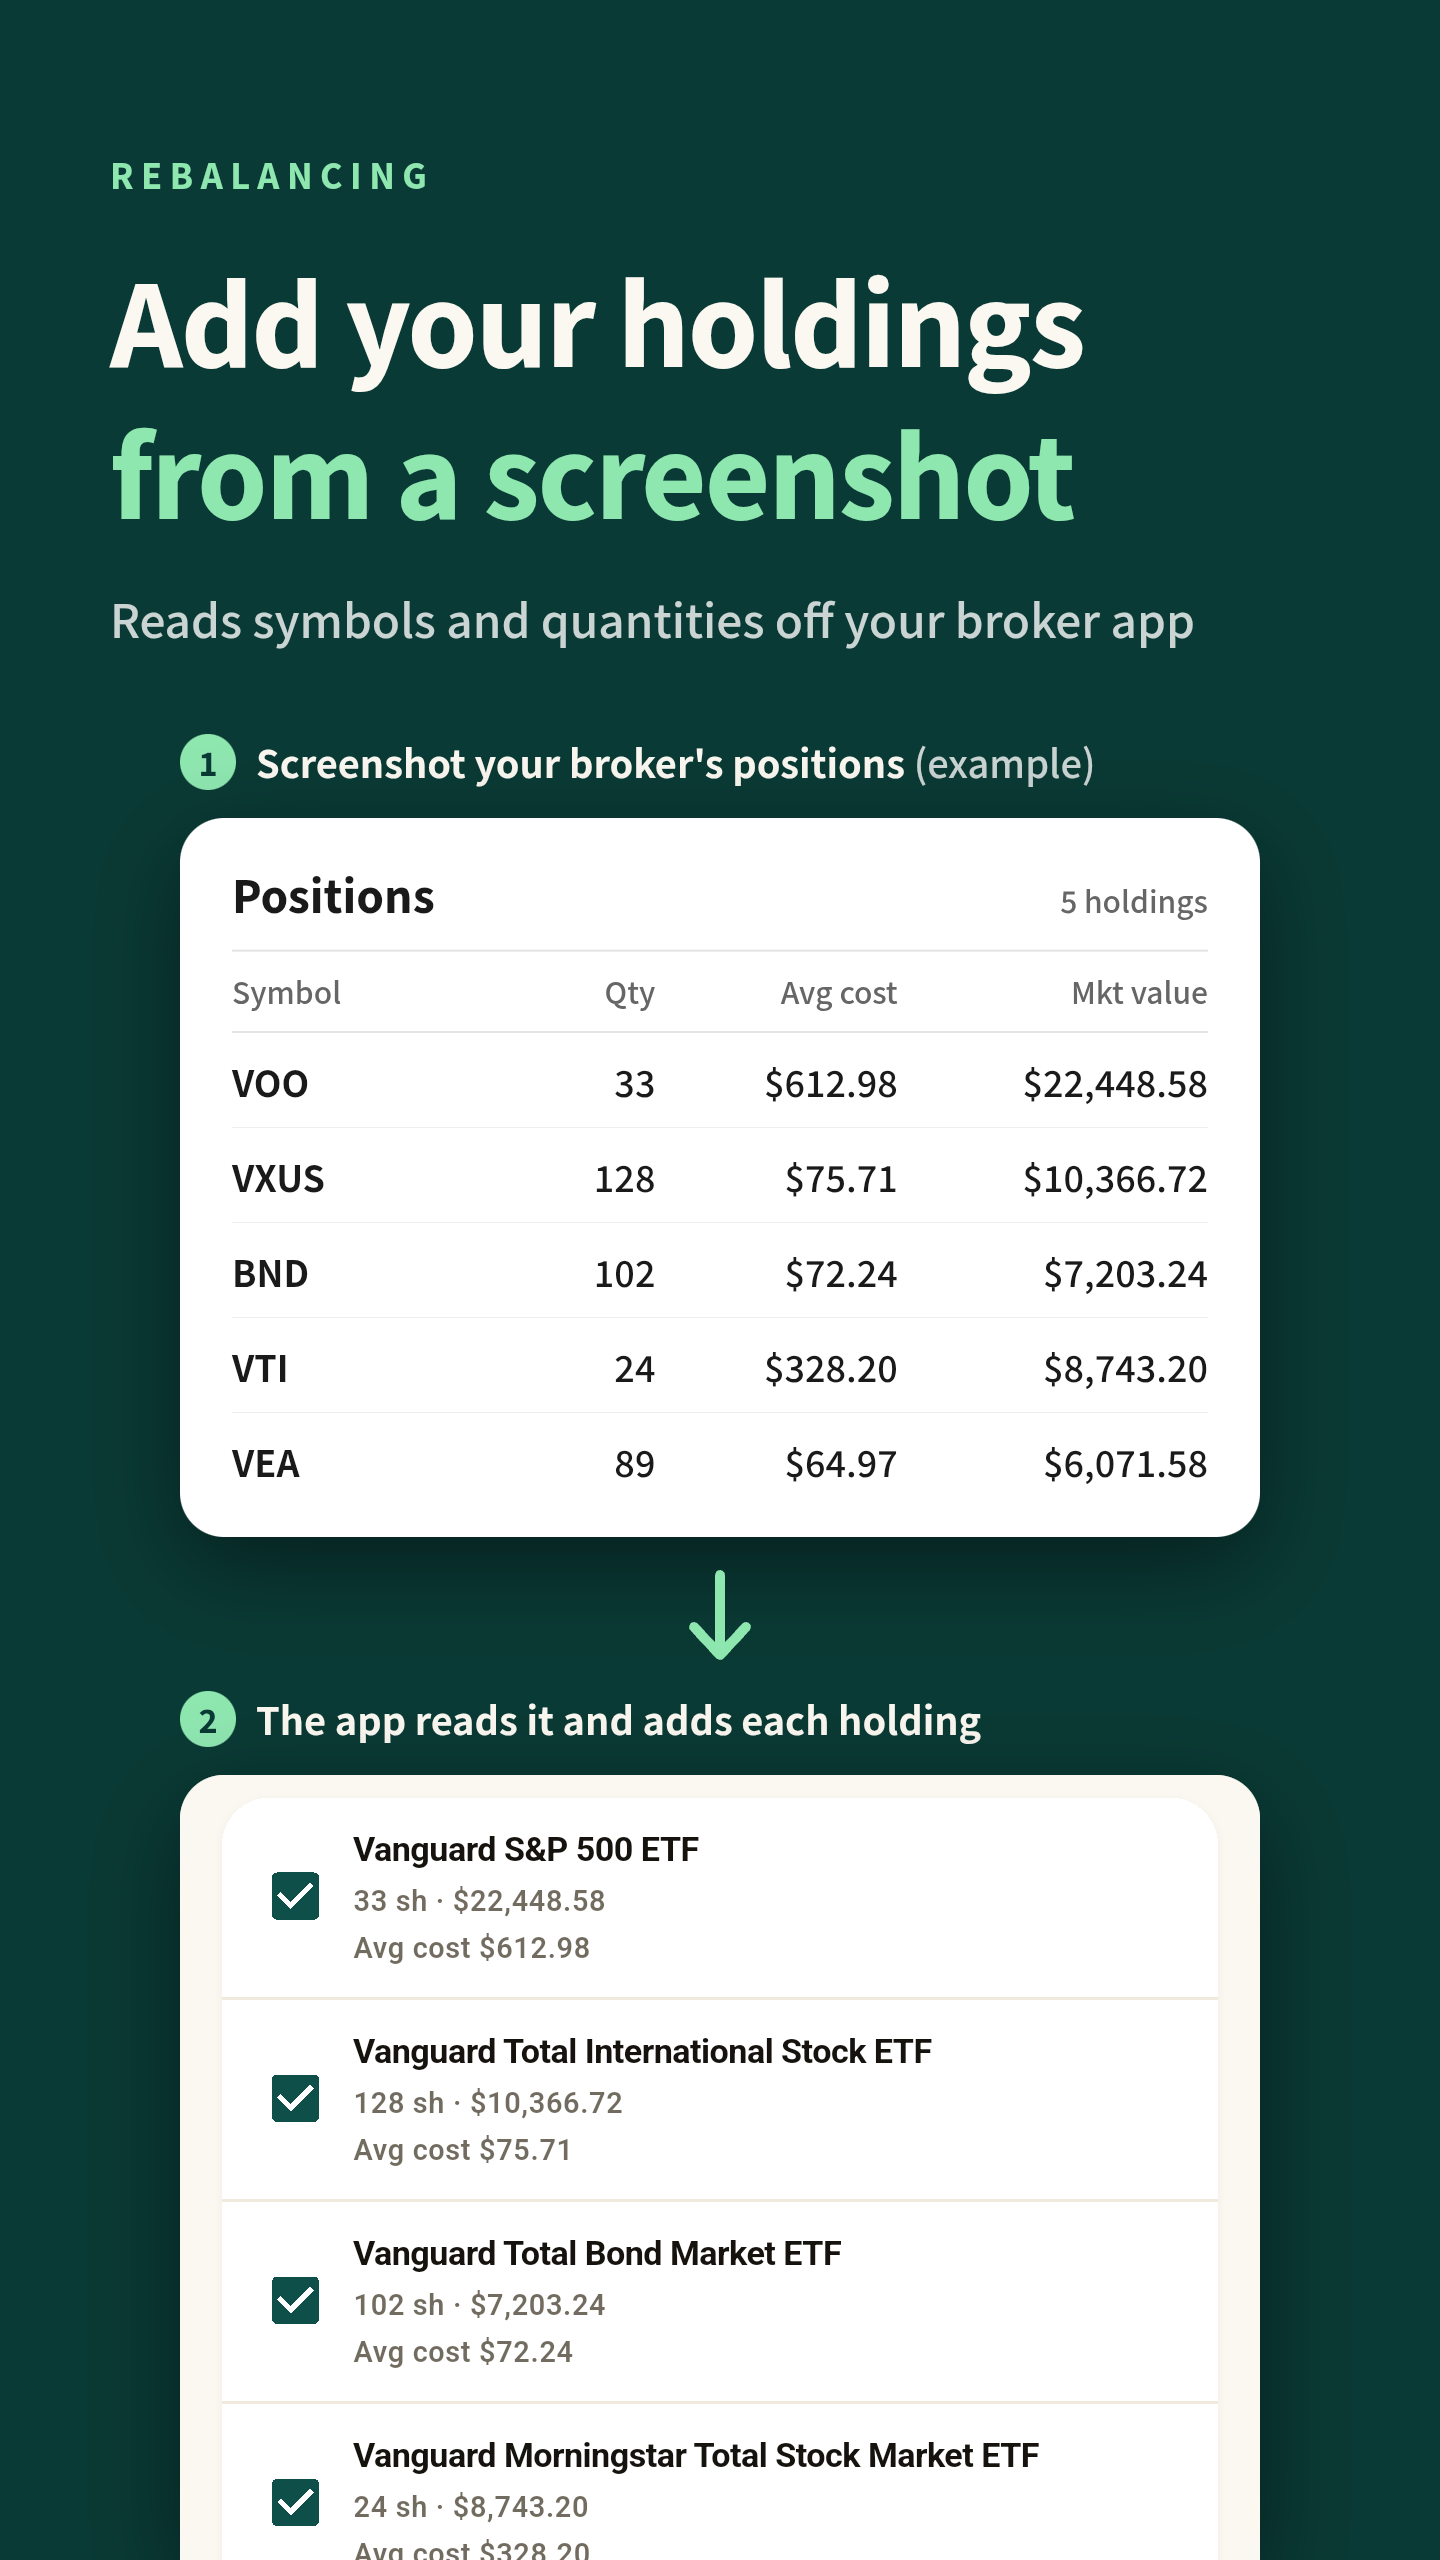 REBALANCING
Add your holdings
from a screenshot
Reads symbols and quantities off your broker app
1 Screenshot your broker's positions (example)
Positions 5 holdings
Symbol Qty Avg cost Mkt value
VOO 33 $612.98 $22,448.58
VXUS 128 $75.71 $10,366.72
BND 102 $72.24 $7,203.24
VTI 24 $328.20 $8,743.20
VEA 89 $64.97 $6,071.58
2 The app reads it and adds each holding
Vanguard S&P 500 ETF
33 sh · $22,448.58
Avg cost $612.98
Vanguard Total International Stock ETF
128 sh · $10,366.72
Avg cost $75.71
Vanguard Total Bond Market ETF
102 sh · $7,203.24
Avg cost $72.24
Vanguard Morningstar Total Stock Market ETF
24 sh · $8,743.20
Avg cost $328.20